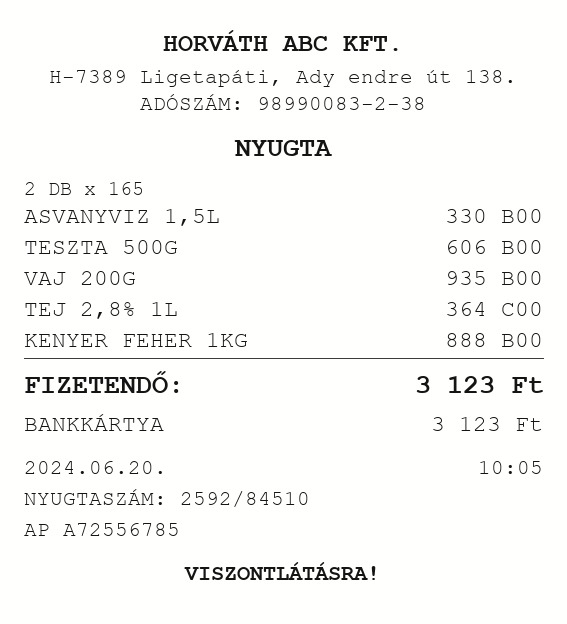 HORVÁTH ABC KFT.
H-7389 Ligetapáti, Ady endre út 138.
ADÓSZÁM: 98990083-2-38
NYUGTA
2 DB x 165
ASVANYVIZ 1,5L 330 B00
TESZTA 500G 606 B00
VAJ 200G 935 B00
TEJ 2,8% 1L 364 C00
KENYER FEHER 1KG 888 B00
FIZETENDŐ: 3 123 Ft
BANKKÁRTYA 3 123 Ft
2024.06.20. 10:05
NYUGTASZÁM: 2592/84510
AP A72556785
VISZONTLÁTÁSRA!